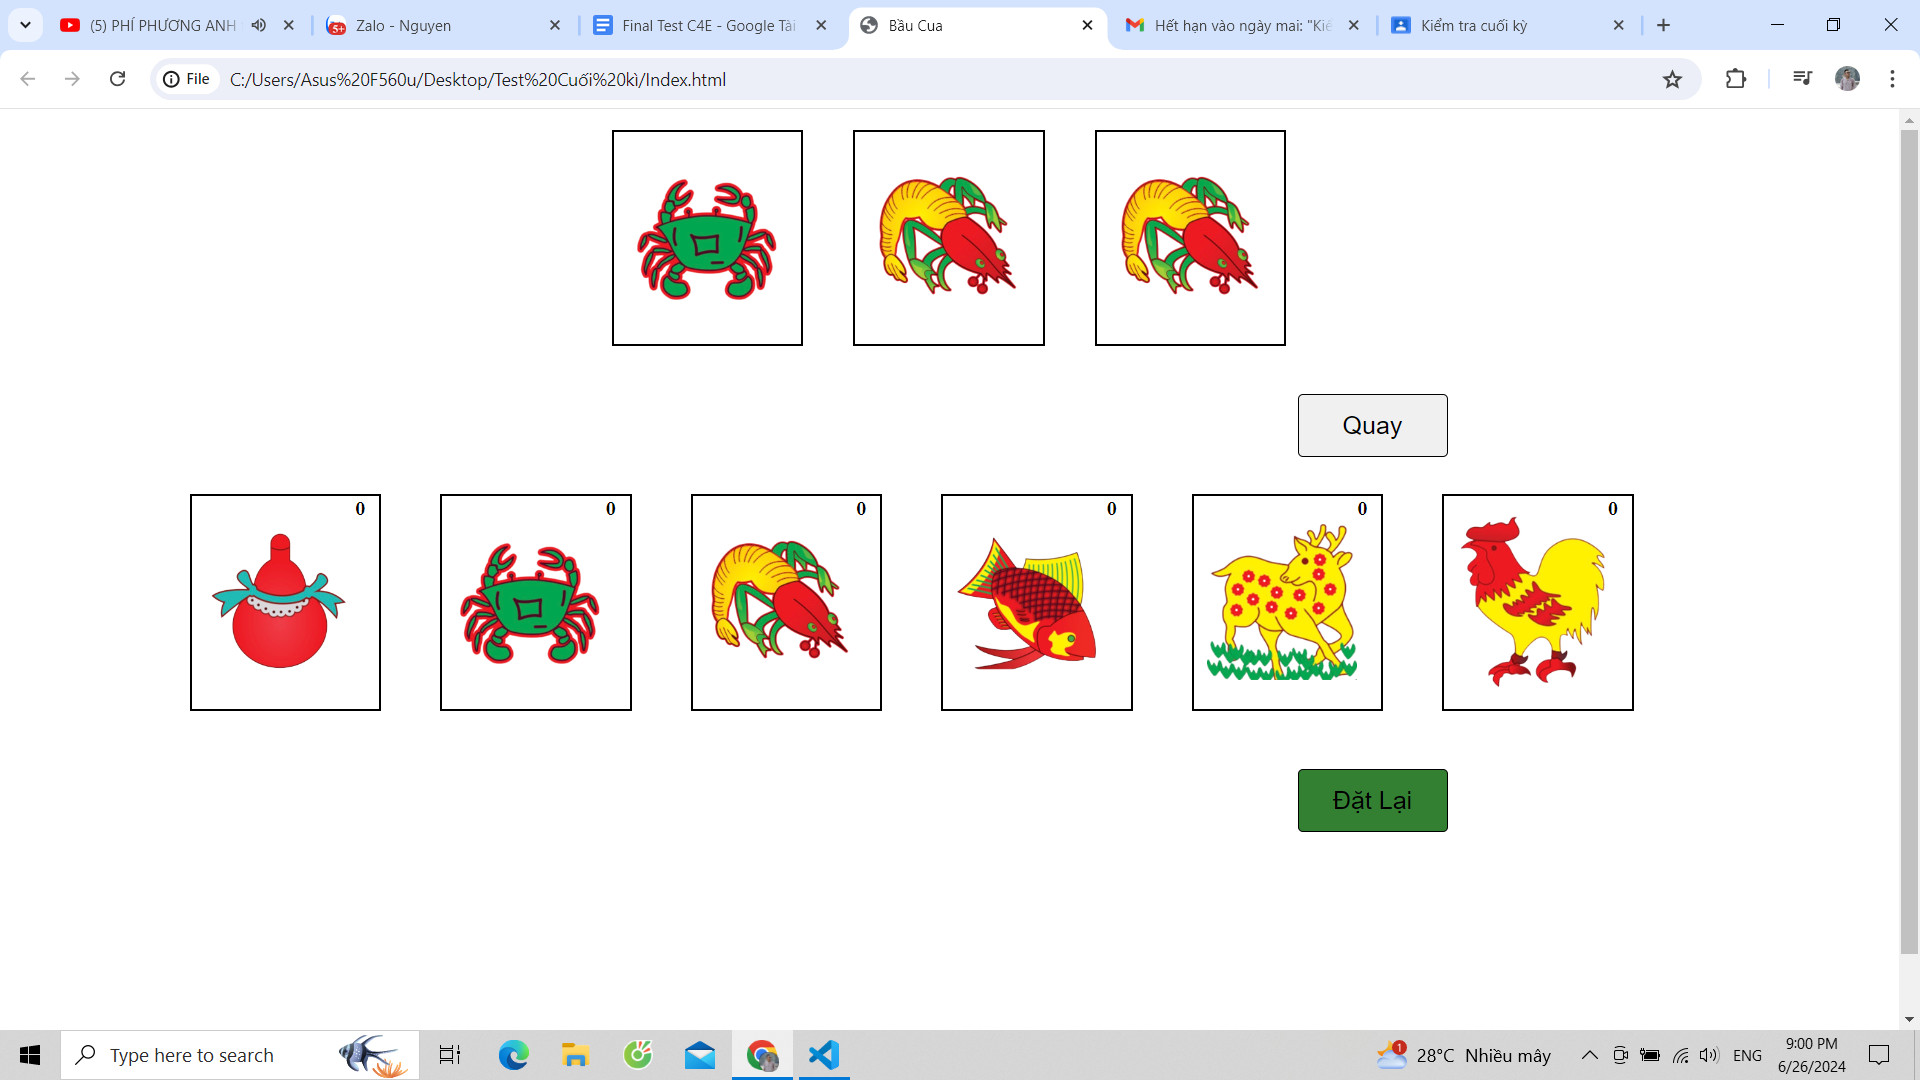 (5) PHÍ PHƯƠNG ANH
Zalo - Nguyen
Final Test C4E - Google Tài
Bầu Cua
Hết hạn vào ngày mai: "Kiể
Kiểm tra cuối kỳ
File
C:/Users/Asus%20F560u/Desktop/Test%20Cuối%20kì/Index.html
Quay
0
0
0
0
0
0
Đặt Lại
Type here to search
1
28°C Nhiều mây
ENG
9:00 PM
6/26/2024